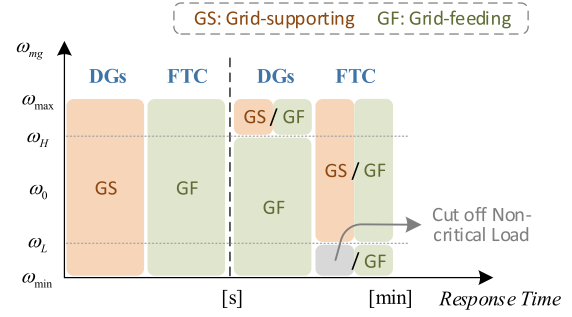 GS: Grid-supporting GF: Grid-feeding
ω_mg
DGs FTC DGs FTC
ω_max
GS / GF
ω_H
GS GF GS / GF
ω_0
GF
Cut off Non-
critical Load
ω_L
/ GF
ω_min
[s] [min] Response Time